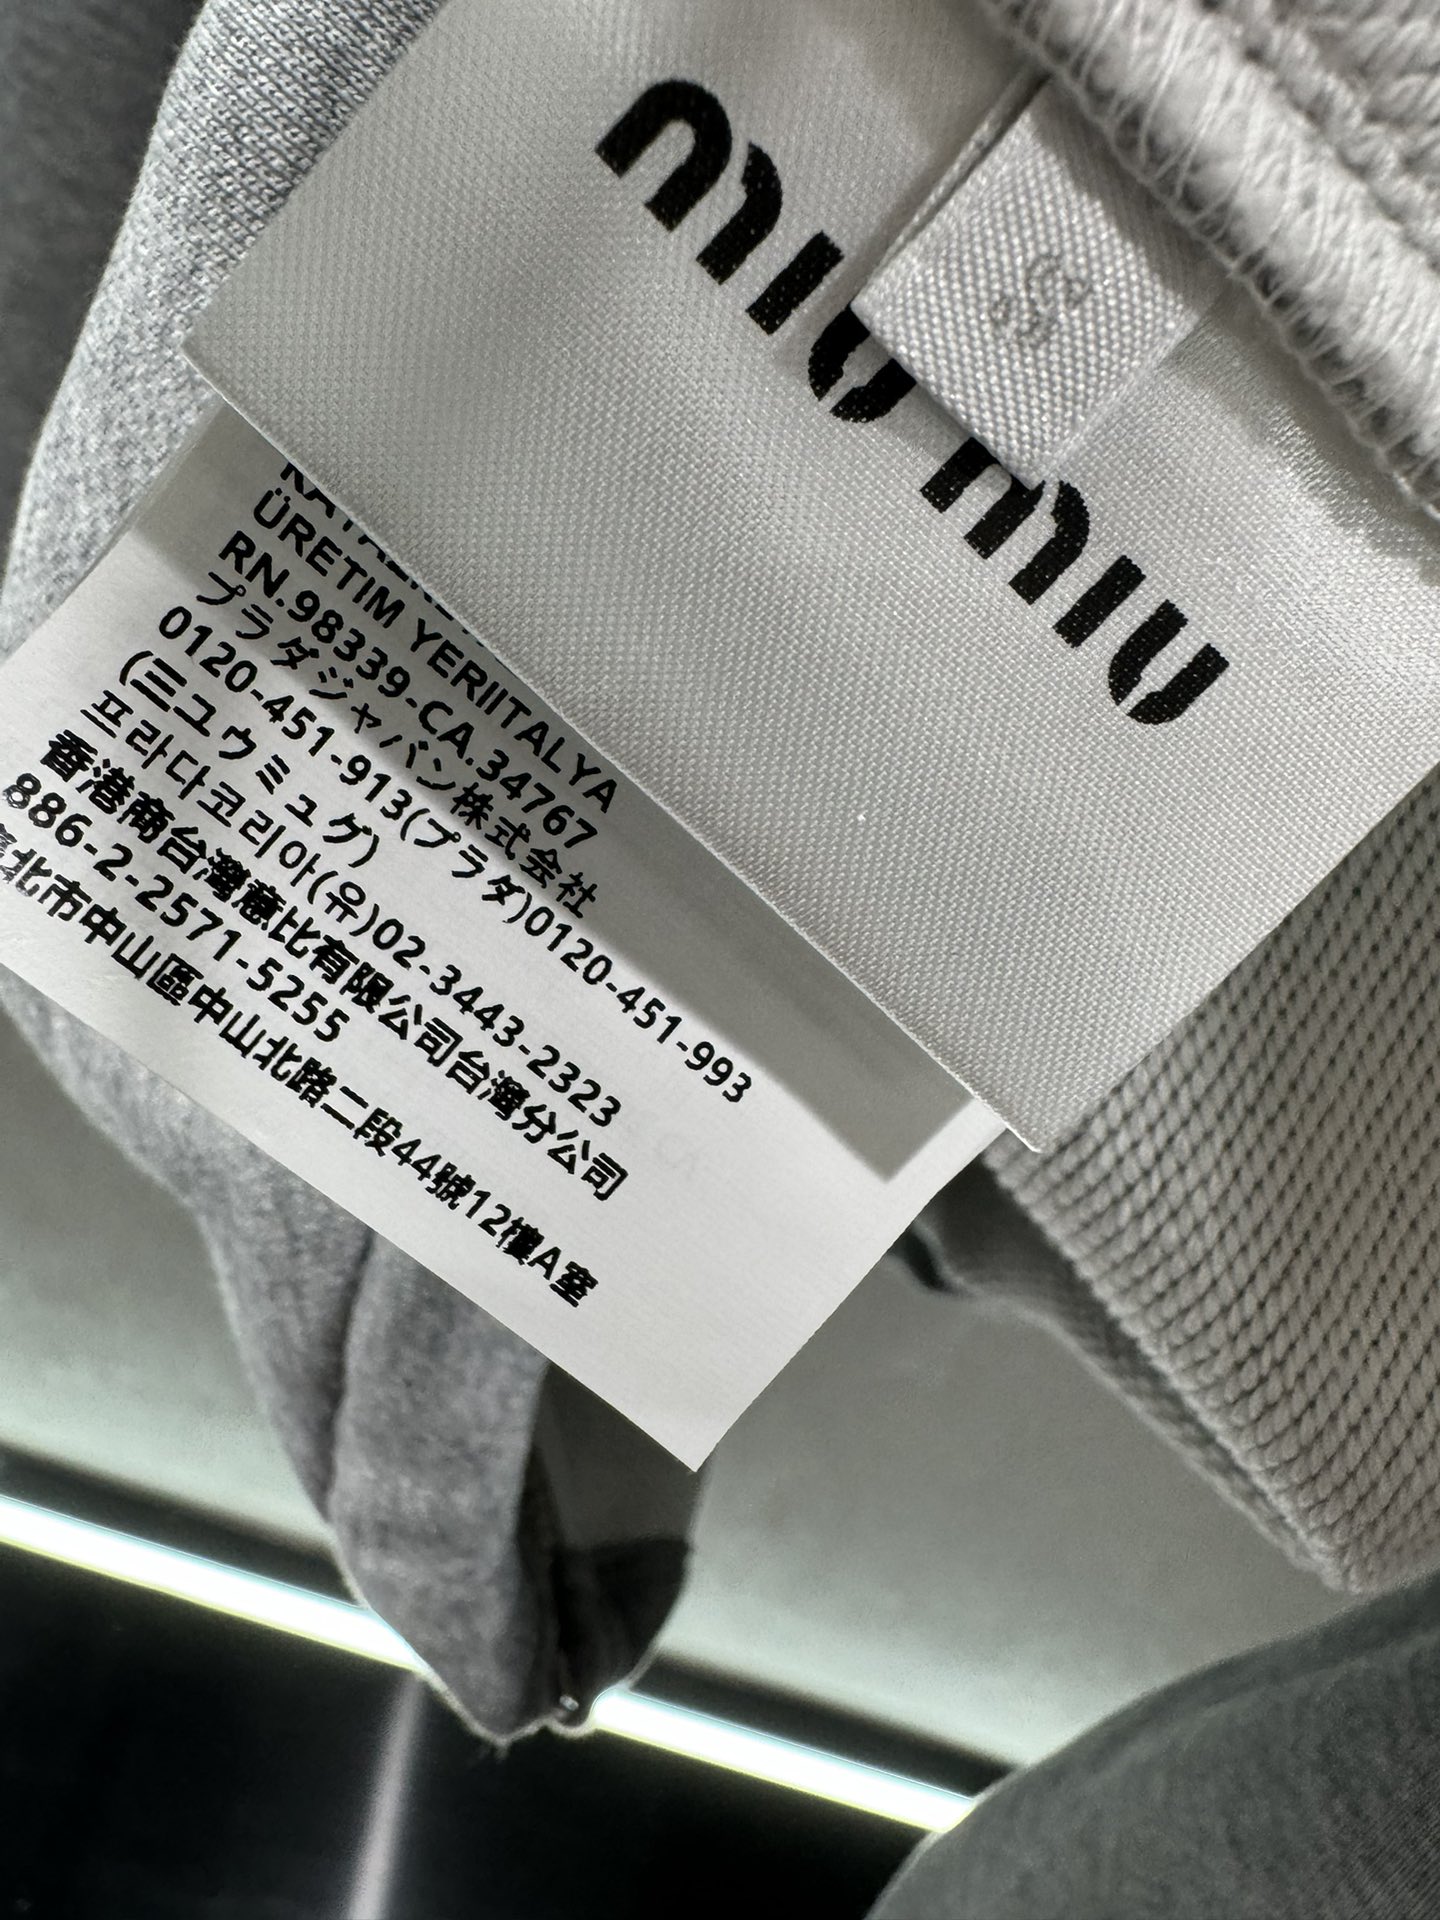 miu miu
S
ÜRETIM YERIITALYA
RN.98339-CA.34767
プラダジャバン株式会社
0120-451-913(プラダ)0120-451-993
(三ユウミュグ)
프라다코리아(유)02-3443-2323
香港商台灣意比有限公司台灣分公司
886-2-2571-5255
北市中山區中山北路二段44號12樓A室